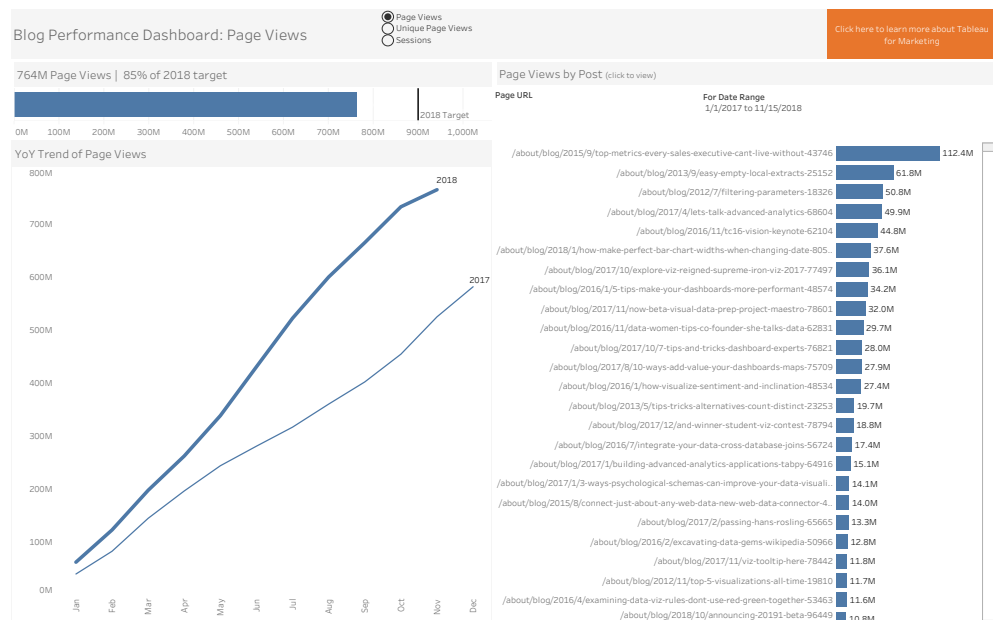 Blog Performance Dashboard: Page Views
Page Views
Unique Page Views
Sessions
Click here to learn more about Tableau
for Marketing
764M Page Views | 85% of 2018 target
2018 Target
0M 100M 200M 300M 400M 500M 600M 700M 800M 900M 1,000M
YoY Trend of Page Views
800M
700M
600M
500M
400M
300M
200M
100M
0M
2018
2017
Jan Feb Mar Apr May Jun Jul Aug Sep Oct Nov Dec
Page Views by Post (click to view)
Page URL
For Date Range
1/1/2017 to 11/15/2018
/about/blog/2015/9/top-metrics-every-sales-executive-cant-live-without-43746 112.4M
/about/blog/2013/9/easy-empty-local-extracts-25152 61.8M
/about/blog/2012/7/filtering-parameters-18326 50.8M
/about/blog/2017/4/lets-talk-advanced-analytics-68604 49.9M
/about/blog/2016/11/tc16-vision-keynote-62104 44.8M
/about/blog/2018/1/how-make-perfect-bar-chart-widths-when-changing-date-805.. 37.6M
/about/blog/2017/10/explore-viz-reigned-supreme-iron-viz-2017-77497 36.1M
/about/blog/2016/1/5-tips-make-your-dashboards-more-performant-48574 34.2M
/about/blog/2017/11/now-beta-visual-data-prep-project-maestro-78601 32.0M
/about/blog/2016/11/data-women-tips-co-founder-she-talks-data-62831 29.7M
/about/blog/2017/10/7-tips-and-tricks-dashboard-experts-76821 28.0M
/about/blog/2017/8/10-ways-add-value-your-dashboards-maps-75709 27.9M
/about/blog/2016/1/how-visualize-sentiment-and-inclination-48534 27.4M
/about/blog/2013/5/tips-tricks-alternatives-count-distinct-23253 19.7M
/about/blog/2017/12/and-winner-student-viz-contest-78794 18.8M
/about/blog/2016/7/integrate-your-data-cross-database-joins-56724 17.4M
/about/blog/2017/1/building-advanced-analytics-applications-tabpy-64916 15.1M
/about/blog/2017/1/3-ways-psychological-schemas-can-improve-your-data-visuali.. 14.1M
/about/blog/2015/8/connect-just-about-any-web-data-new-web-data-connector-4.. 14.0M
/about/blog/2017/2/passing-hans-rosling-65665 13.3M
/about/blog/2016/2/excavating-data-gems-wikipedia-50966 12.8M
/about/blog/2017/11/viz-tooltip-here-78442 11.8M
/about/blog/2012/11/top-5-visualizations-all-time-19810 11.7M
/about/blog/2016/4/examining-data-viz-rules-dont-use-red-green-together-53463 11.6M
/about/blog/2018/10/announcing-20191-beta-96449 10.8M